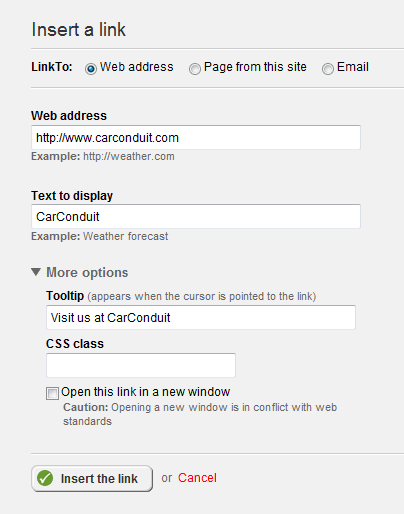 Insert a link
LinkTo: Web address Page from this site Email
Web address
http://www.carconduit.com
Example: http://weather.com
Text to display
CarConduit
Example: Weather forecast
More options
Tooltip (appears when the cursor is pointed to the link)
Visit us at CarConduit
CSS class
Open this link in a new window
Caution: Opening a new window is in conflict with web
standards
Insert the link or Cancel